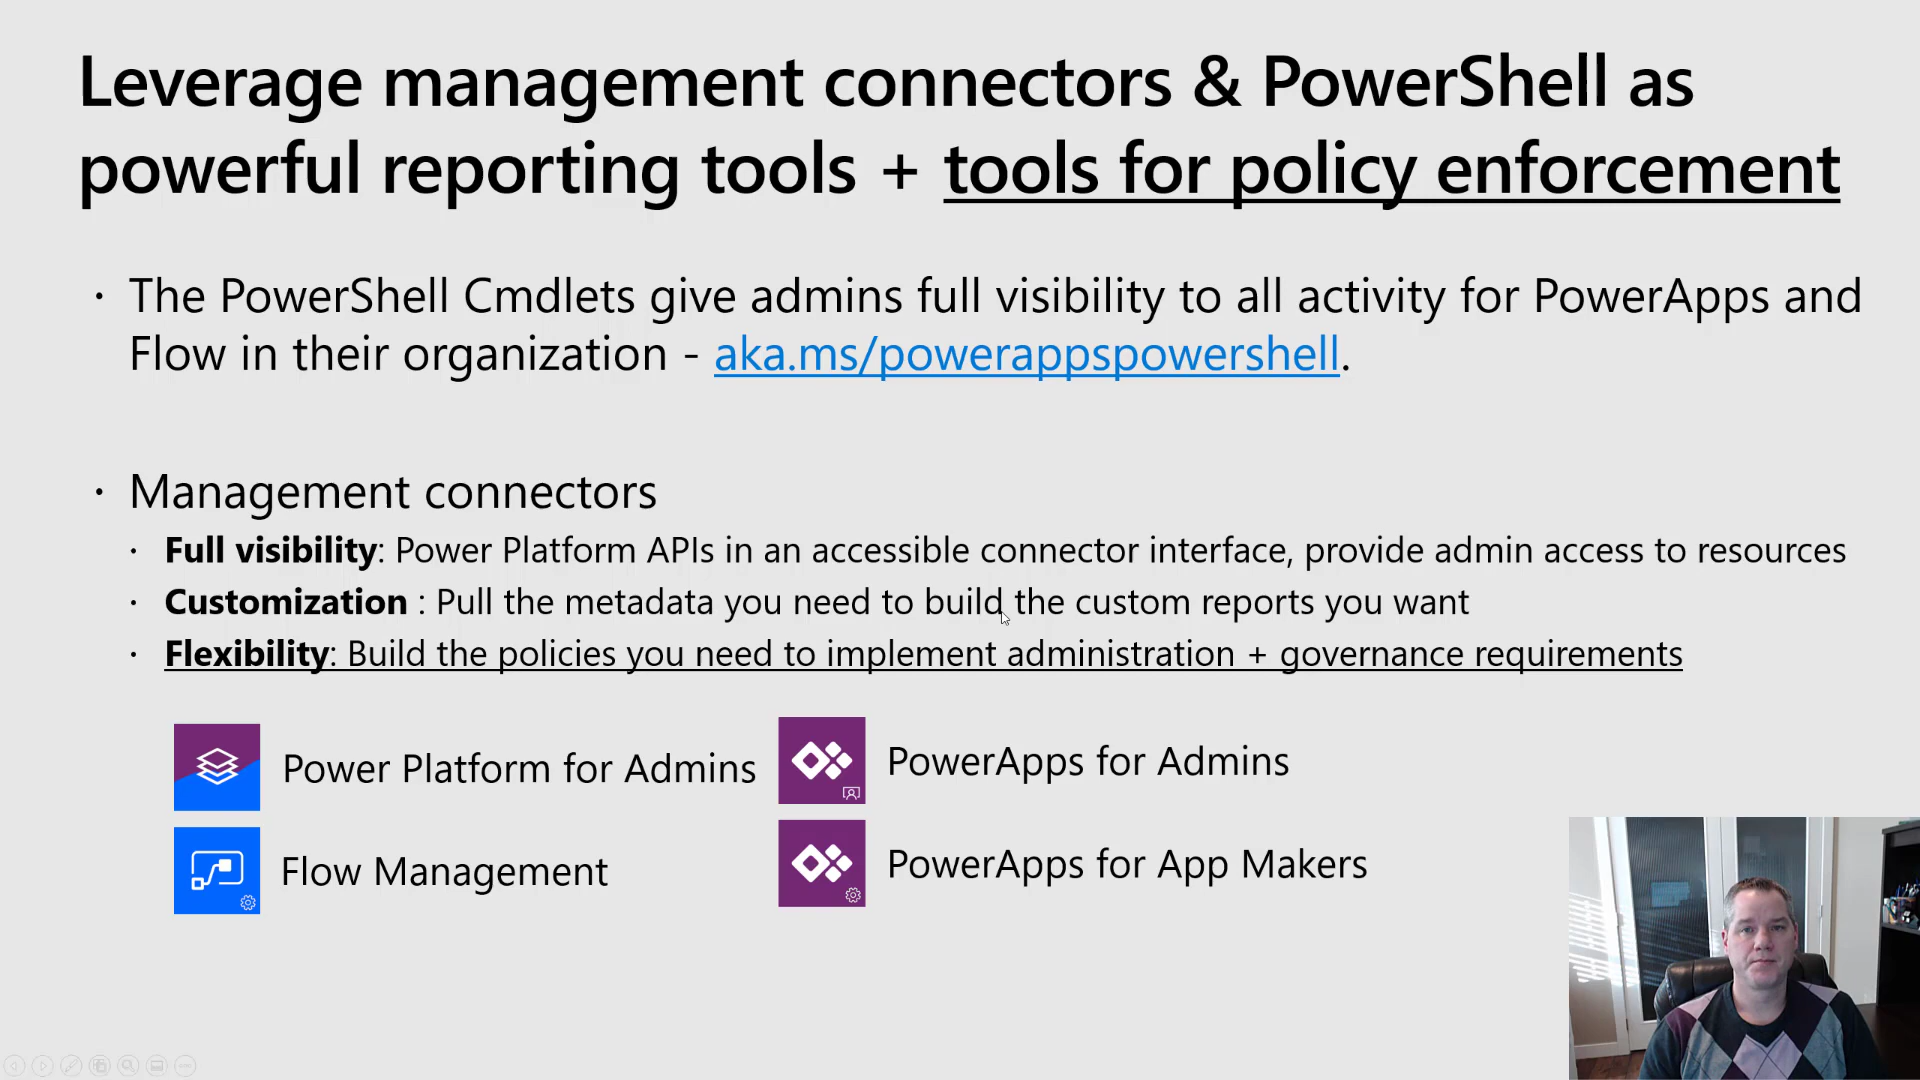 Leverage management connectors & PowerShell as
powerful reporting tools + tools for policy enforcement
· The PowerShell Cmdlets give admins full visibility to all activity for PowerApps and
Flow in their organization - aka.ms/powerappspowershell.
· Management connectors
· Full visibility: Power Platform APIs in an accessible connector interface, provide admin access to resources
· Customization : Pull the metadata you need to build the custom reports you want
· Flexibility: Build the policies you need to implement administration + governance requirements
Power Platform for Admins
PowerApps for Admins
Flow Management
PowerApps for App Makers